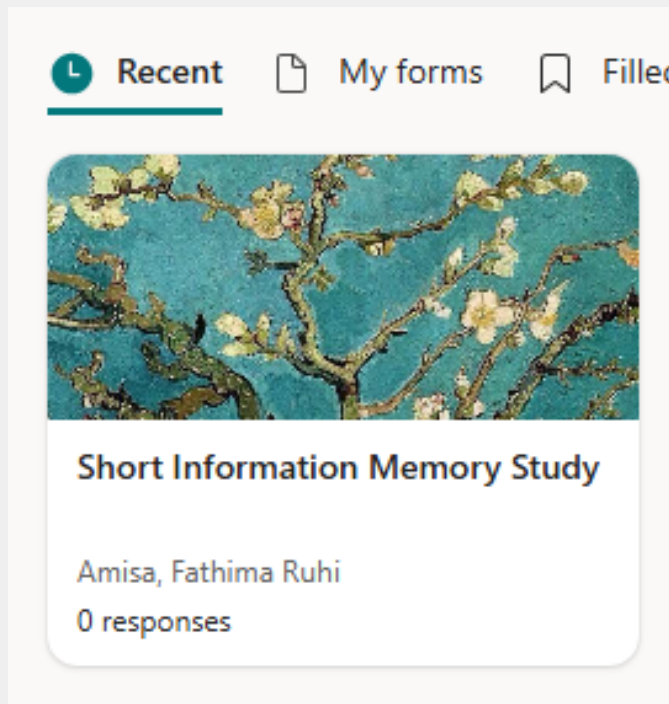 Recent My forms
Short Information Memory Study
Amisa, Fathima Ruhi
0 responses